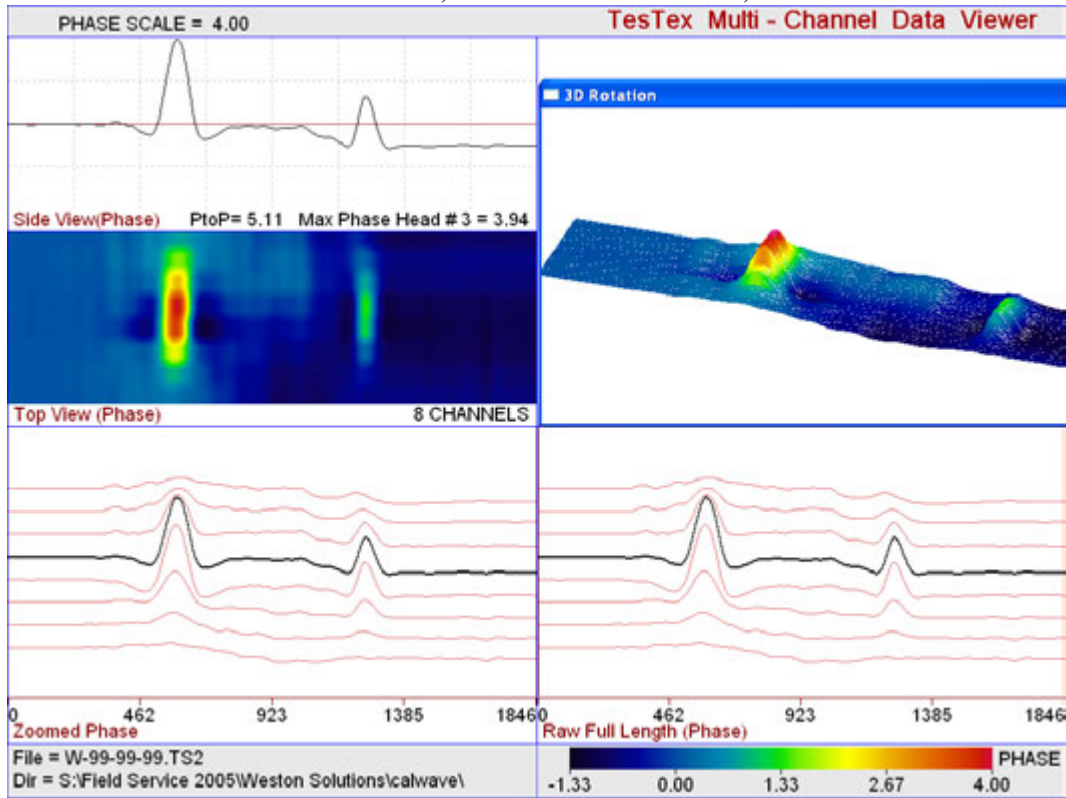 PHASE SCALE = 4.00
TesTex Multi - Channel Data Viewer
3D Rotation
Side View(Phase) PtoP= 5.11 Max Phase Head # 3 = 3.94
Top View (Phase) 8 CHANNELS
0 462 923 1385 1846
Zoomed Phase
0 462 923 1385 1846
Raw Full Length (Phase)
File = W-99-99-99.TS2
Dir = S:\Field Service 2005\Weston Solutions\calwave\
PHASE
-1.33 0.00 1.33 2.67 4.00